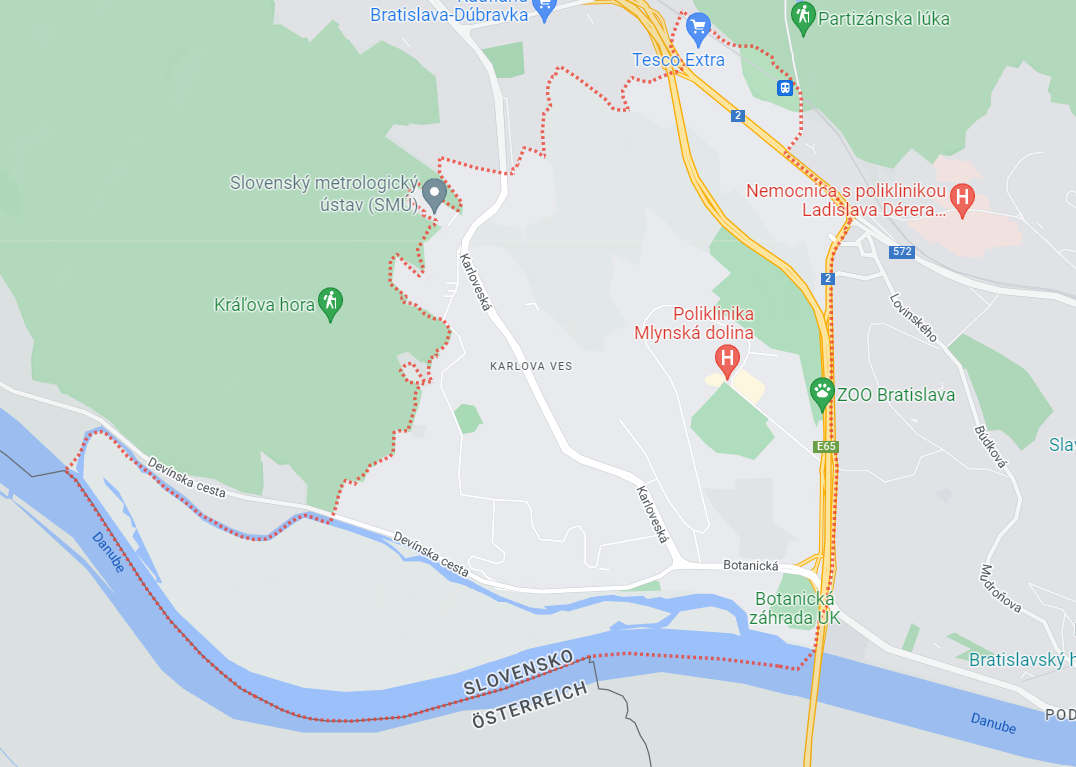 Bratislava-Dúbravka
Partizánska lúka
Tesco Extra
2
Slovenský metrologický
ústav (SMÚ)
Nemocnica s poliklinikou
Ladislava Dérera...
572
2
Karloveská
Kráľova hora
Lovinského
Poliklinika
Mlynská dolina
KARLOVA VES
ZOO Bratislava
E65
Búdková
Slav
Devínska cesta
Karloveská
Danube
Devínska cesta
Botanická
Mudroňova
Botanická
záhrada UK
Bratislavský h
SLOVENSKO
ÖSTERREICH
Danube
POD